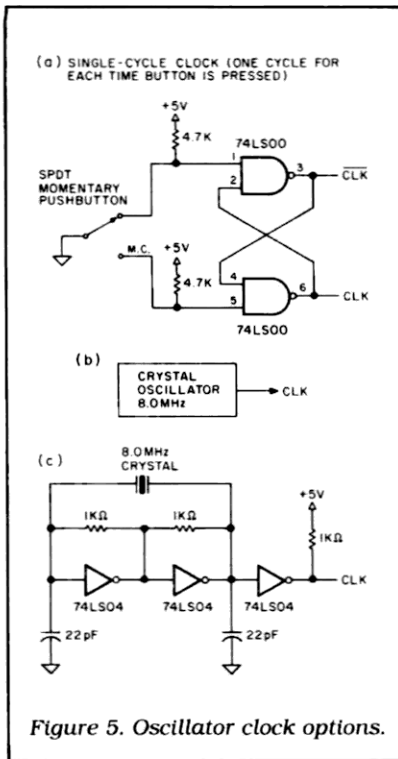 (a) SINGLE-CYCLE CLOCK (ONE CYCLE FOR
EACH TIME BUTTON IS PRESSED)
+5V
4.7K
74LS00
SPDT
MOMENTARY
PUSHBUTTON
1
2
3
CLK
M.C.
+5V
4.7K
4
5
6
CLK
74LS00
(b)
CRYSTAL
OSCILLATOR
8.0MHz
CLK
(c)
8.0MHz
CRYSTAL
1KΩ
1KΩ
+5V
1KΩ
CLK
74LS04
74LS04
74LS04
22pF
22pF
Figure 5. Oscillator clock options.